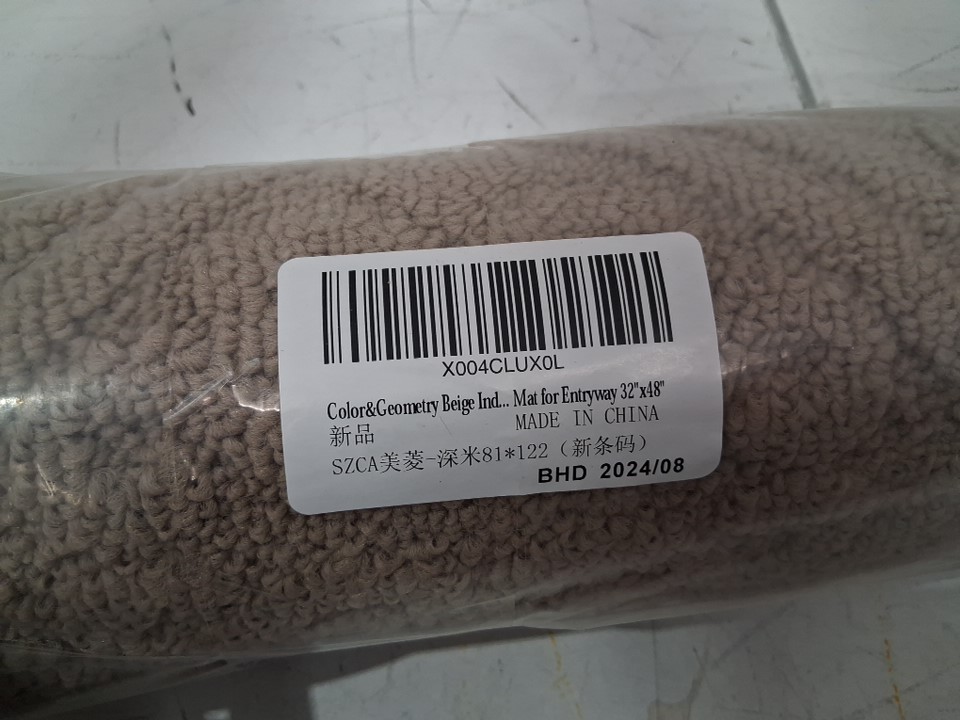 X004CLUX0L
Color&Geometry Beige Ind... Mat for Entryway 32"x48"
新品 MADE IN CHINA
SZCA美菱-深米81*122（新条码）
BHD 2024/08